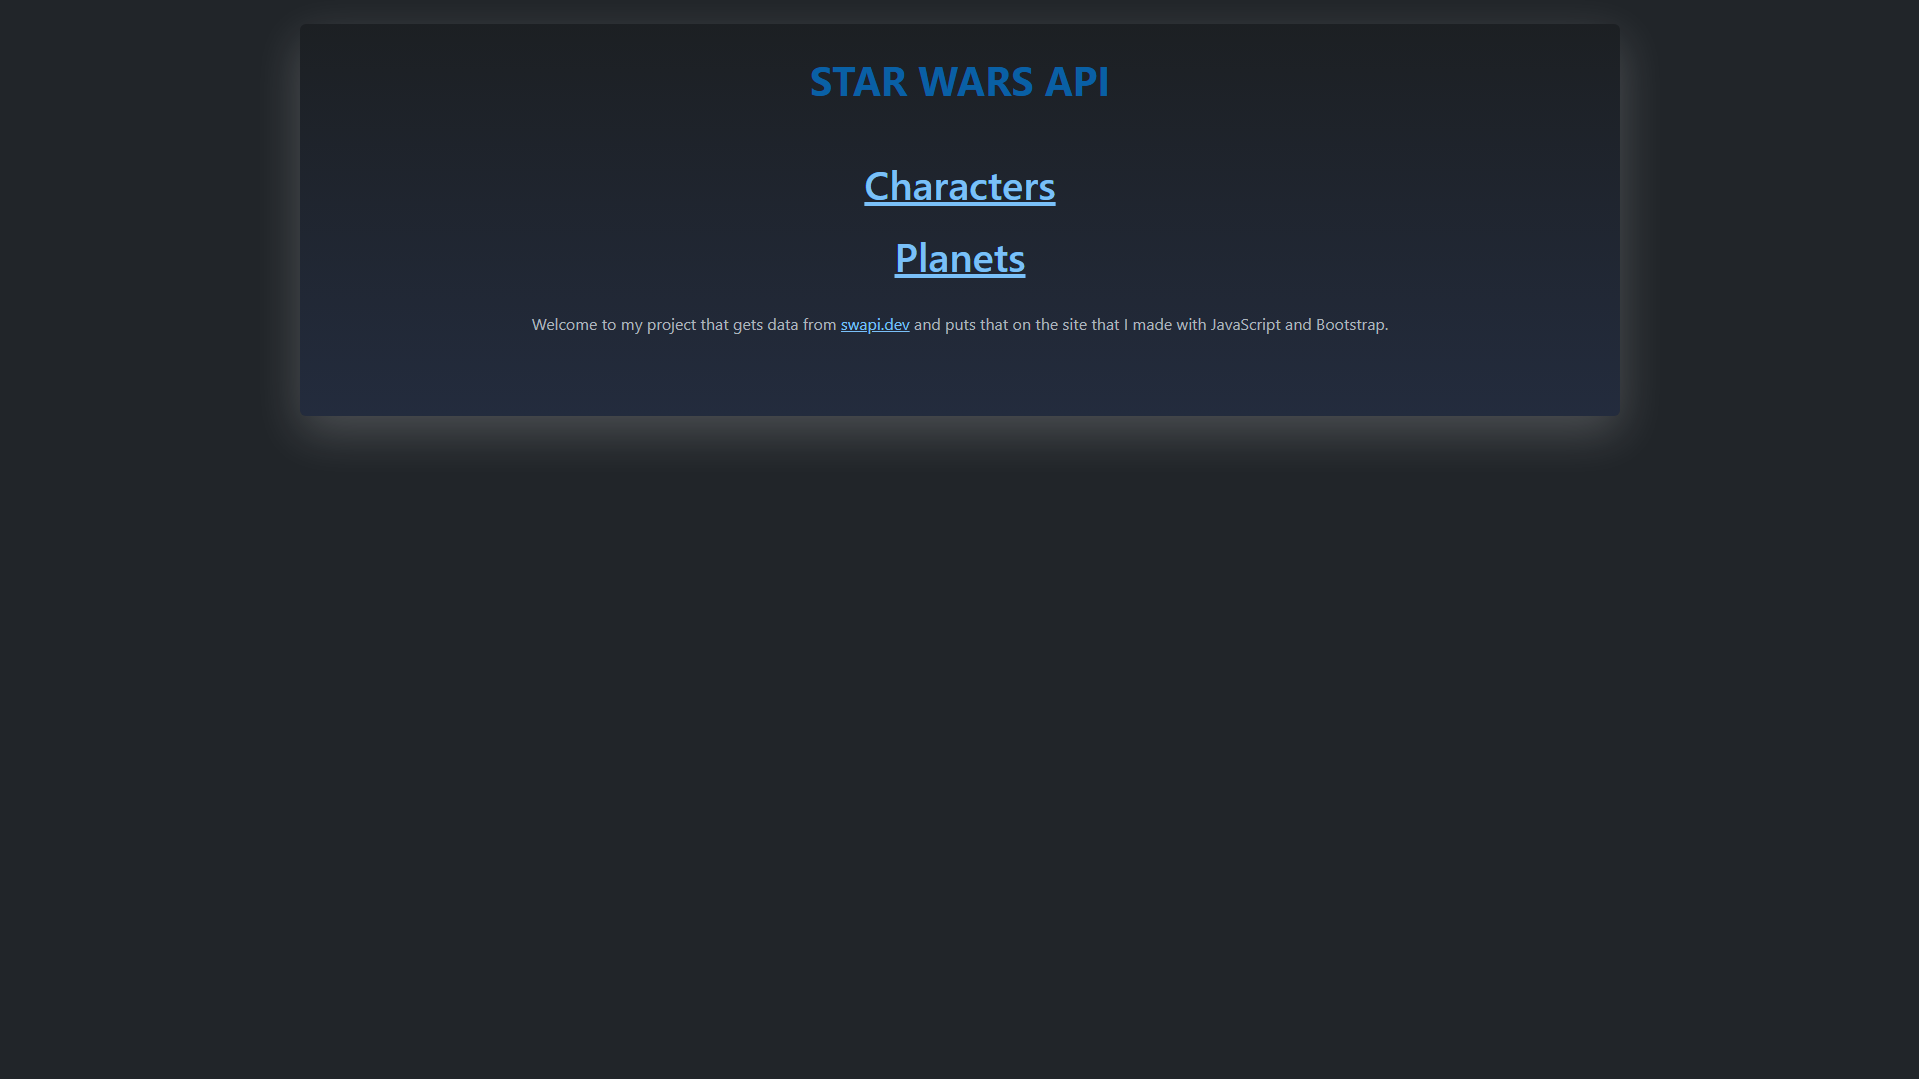 STAR WARS API
Characters
Planets
Welcome to my project that gets data from swapi.dev and puts that on the site that I made with JavaScript and Bootstrap.